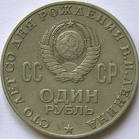 СТО ЛЕТ СО ДНЯ РОЖДЕНИЯ В.И.ЛЕНИНА
СС СР
ОДИН
РУБЛЬ